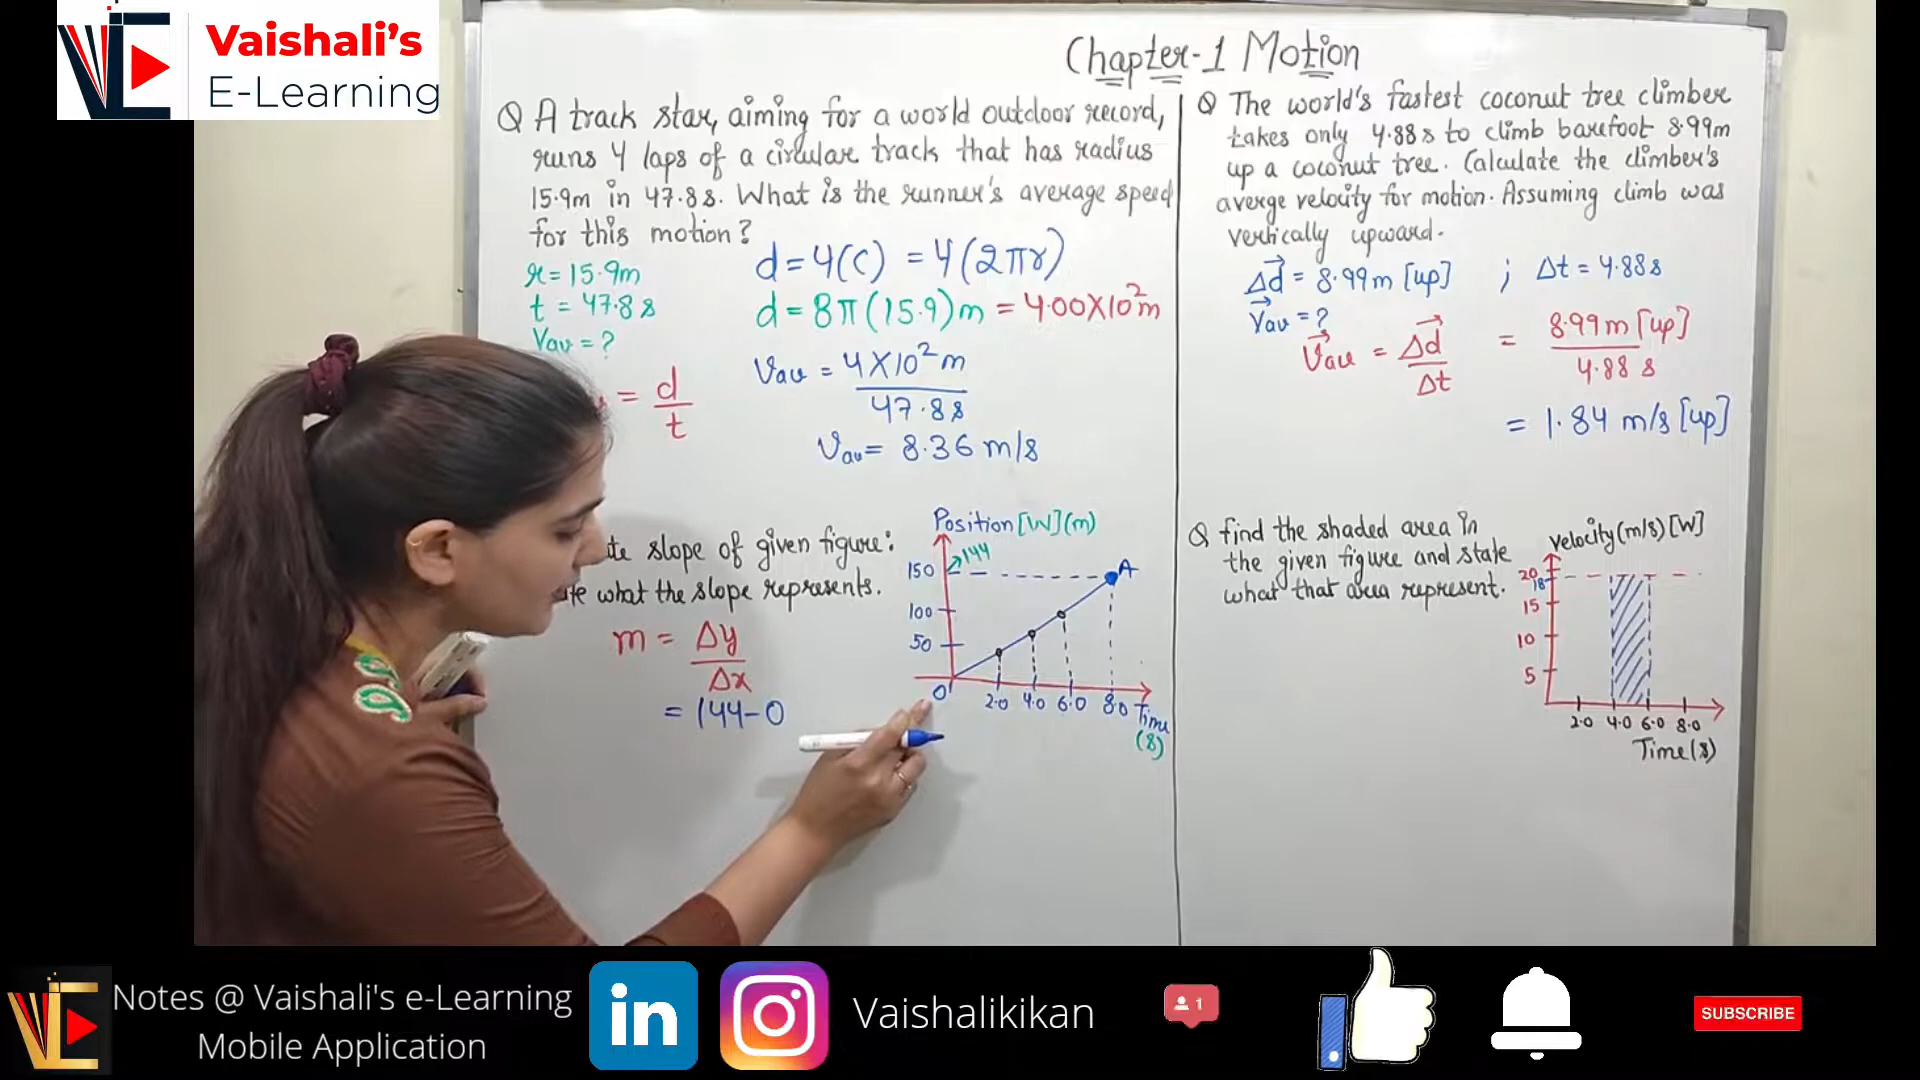 Vaishali's
E-Learning
Chapter-1 Motion
Q A track star, aiming for a world outdoor record,
runs 4 laps of a circular track that has radius
15.9m in 47.8s. What is the runner's average speed
for this motion?
r = 15.9m
t = 47.8 s
Vav = ?
= d/t
d = 4(C) = 4(2πr)
d = 8π(15.9)m = 4.00X10²m
Vav = 4X10²m
47.8s
Vav = 8.36 m/s
Q The world's fastest coconut tree climber
takes only 4.88s to climb barefoot 8.99m
up a coconut tree. Calculate the climber's
averge velocity for motion. Assuming climb was
vertically upward.
Δd = 8.99m [up] ; Δt = 4.88s
Vav = ?
Vav = Δd/Δt = 8.99m [up]/4.88 s
= 1.84 m/s [up]
slope of given figure:
what the slope represents.
m = Δy/Δx
= 144-0
Position [W] (m)
144
150
A
100
50
0
2.0 4.0 6.0 8.0 Time
(s)
Q find the shaded area in
the given figure and state
what that area represent.
Velocity (m/s) [W]
20
18
15
10
5
2.0 4.0 6.0 8.0
Time (s)
Notes @ Vaishali's e-Learning
Mobile Application
in
Vaishalikikan
1
SUBSCRIBE